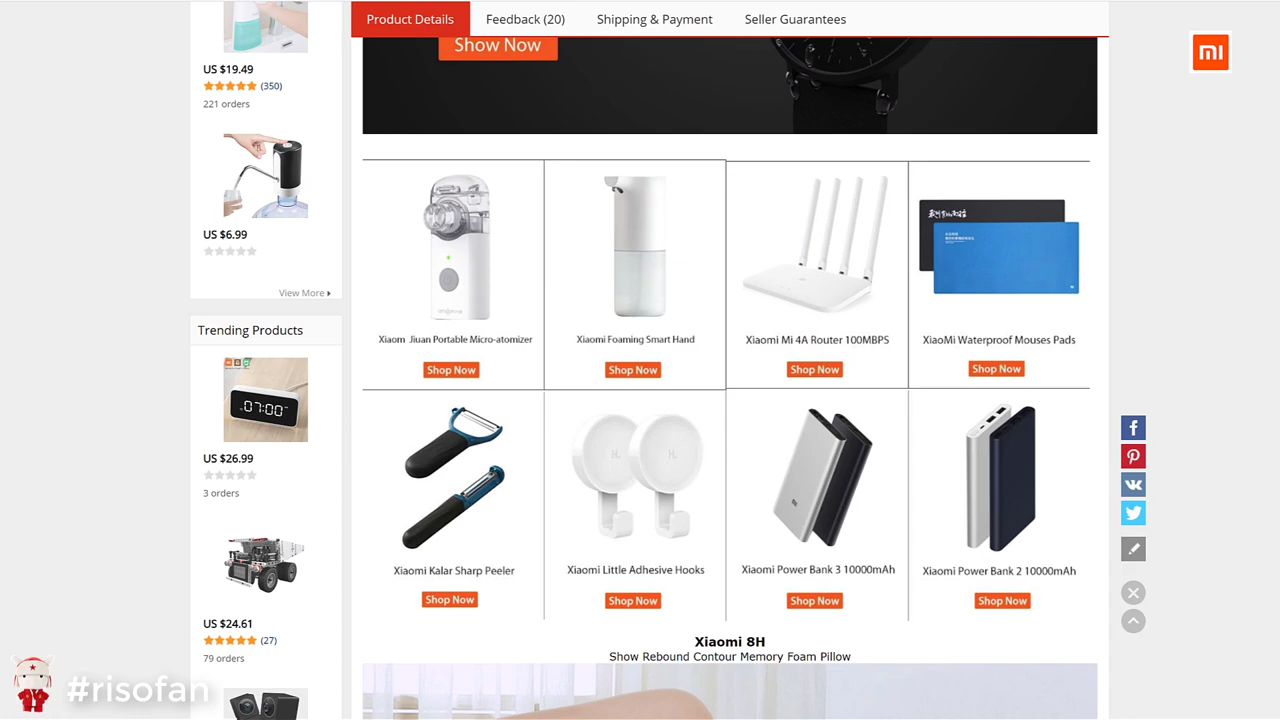 Product Details
Feedback (20)
Shipping & Payment
Seller Guarantees
Show Now
US $19.49
(350)
221 orders
US $6.99
View More
Trending Products
07:00
US $26.99
3 orders
US $24.61
(27)
79 orders
Xiaom Jiuan Portable Micro-atomizer
Shop Now
Xiaomi Foaming Smart Hand
Shop Now
Xiaomi Mi 4A Router 100MBPS
Shop Now
XiaoMi Waterproof Mouses Pads
Shop Now
Xiaomi Kalar Sharp Peeler
Shop Now
Xiaomi Little Adhesive Hooks
Shop Now
Xiaomi Power Bank 3 10000mAh
Shop Now
Xiaomi Power Bank 2 10000mAh
Shop Now
Xiaomi 8H
Show Rebound Contour Memory Foam Pillow
#risofan